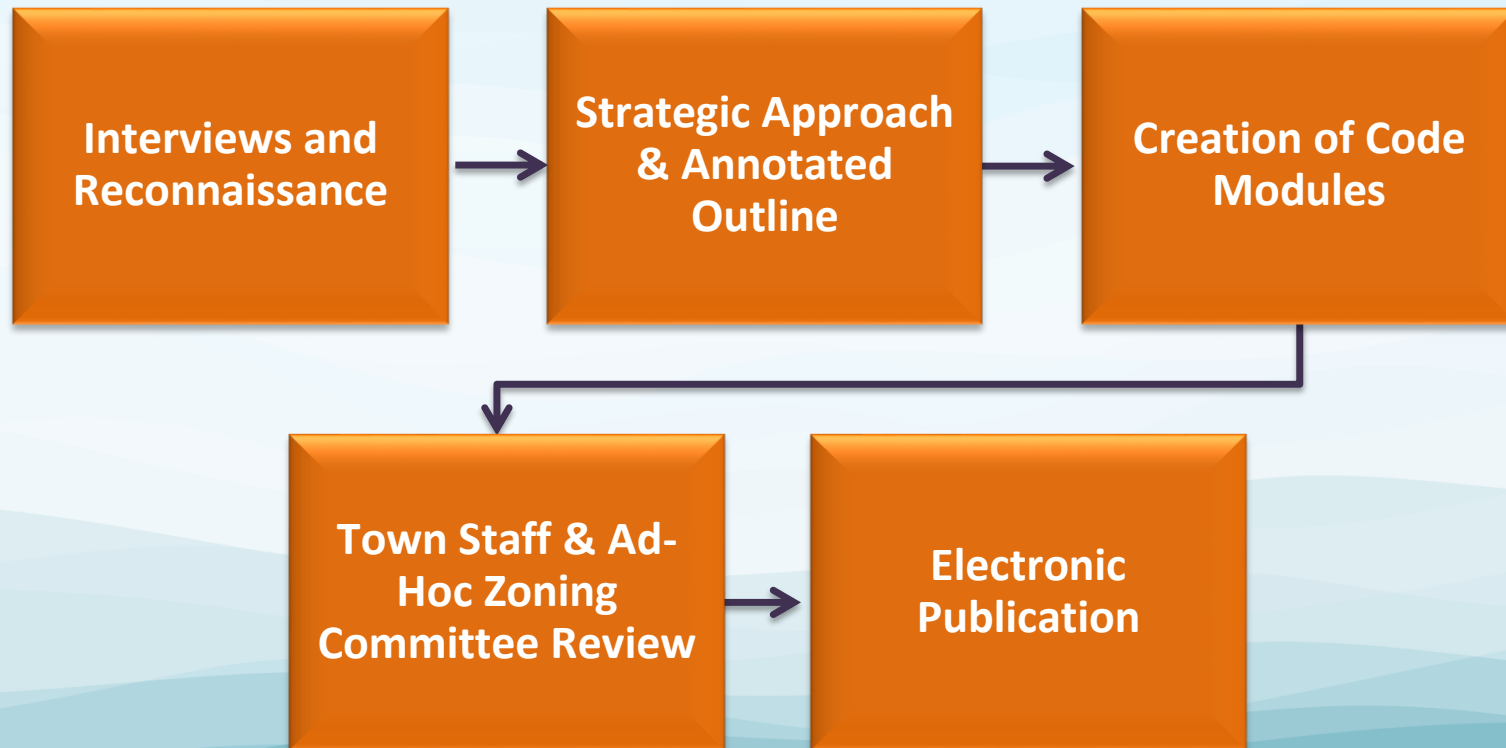 Interviews and
Reconnaissance
Strategic Approach
& Annotated
Outline
Creation of Code
Modules
Town Staff & Ad-
Hoc Zoning
Committee Review
Electronic
Publication